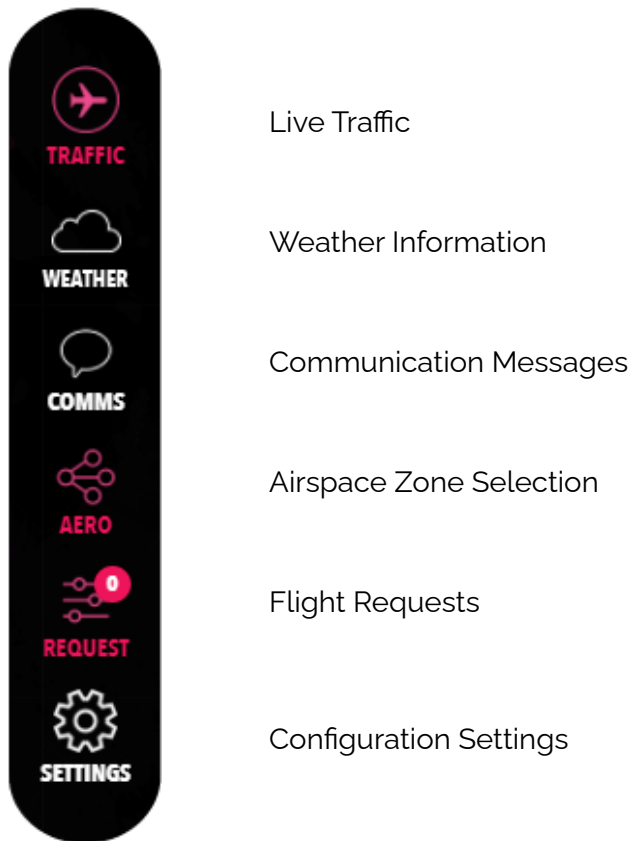 TRAFFIC
Live Traffic
WEATHER
Weather Information
COMMS
Communication Messages
AERO
Airspace Zone Selection
0
REQUEST
Flight Requests
SETTINGS
Configuration Settings